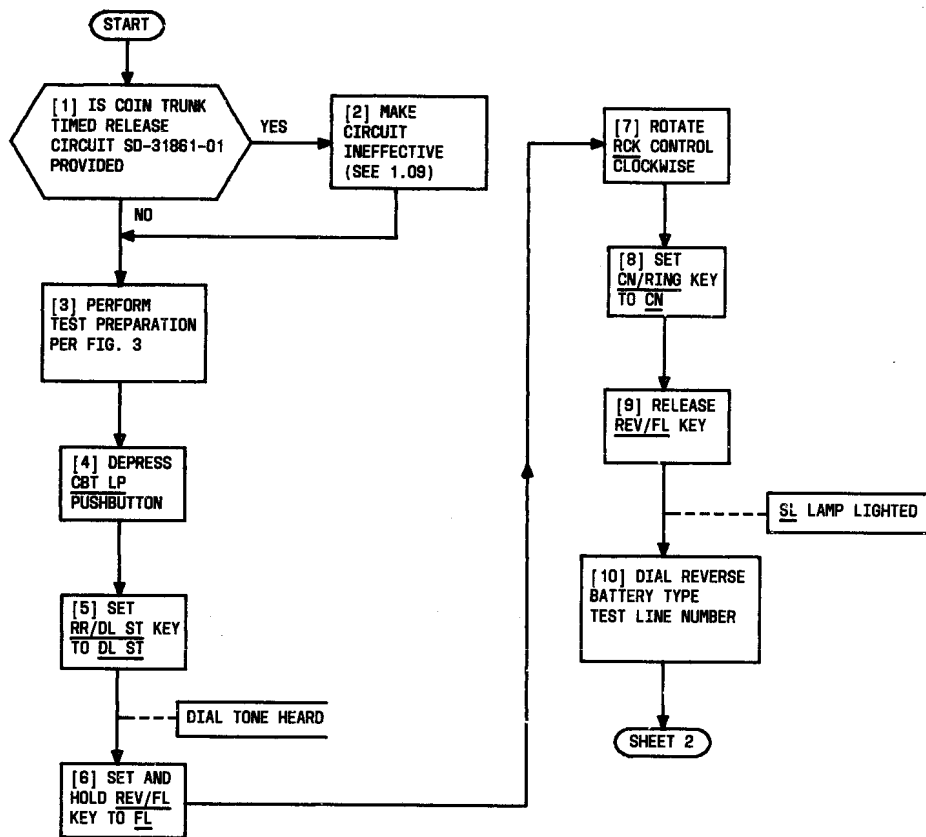 START
[1] IS COIN TRUNK
TIMED RELEASE
CIRCUIT SD-31861-01
PROVIDED
YES
[2] MAKE
CIRCUIT
INEFFECTIVE
(SEE 1.09)
NO
[3] PERFORM
TEST PREPARATION
PER FIG. 3
[4] DEPRESS
CBT LP
PUSHBUTTON
[5] SET
RR/DL ST KEY
TO DL ST
DIAL TONE HEARD
[6] SET AND
HOLD REV/FL
KEY TO FL
[7] ROTATE
RCK CONTROL
CLOCKWISE
[8] SET
CN/RING KEY
TO CN
[9] RELEASE
REV/FL KEY
SL LAMP LIGHTED
[10] DIAL REVERSE
BATTERY TYPE
TEST LINE NUMBER
SHEET 2